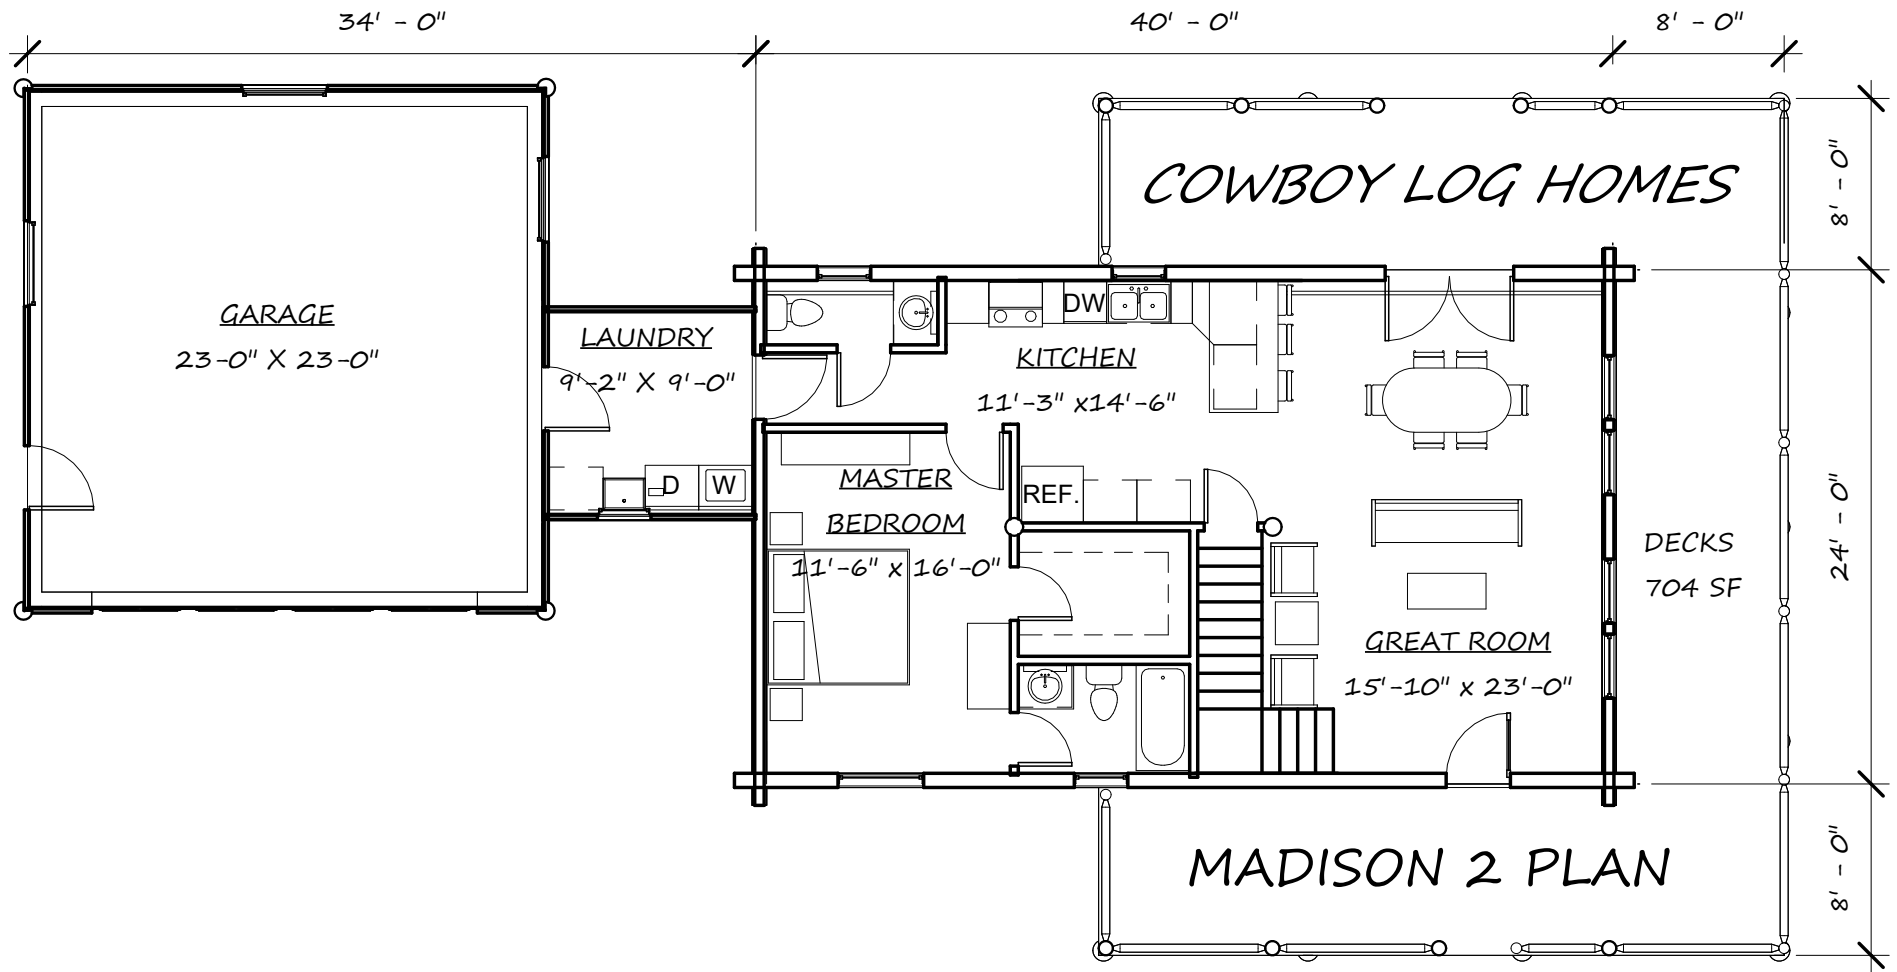 34' - 0"
40' - 0"
8' - 0"
COWBOY LOG HOMES
8' - 0"
GARAGE
23-0" X 23-0"
LAUNDRY
9'-2" X 9'-0"
DW
KITCHEN
11'-3" x14'-6"
D
W
MASTER
BEDROOM
11'-6" x 16'-0"
REF.
DECKS
704 SF
24' - 0"
GREAT ROOM
15'-10" x 23'-0"
MADISON 2 PLAN
8' - 0"